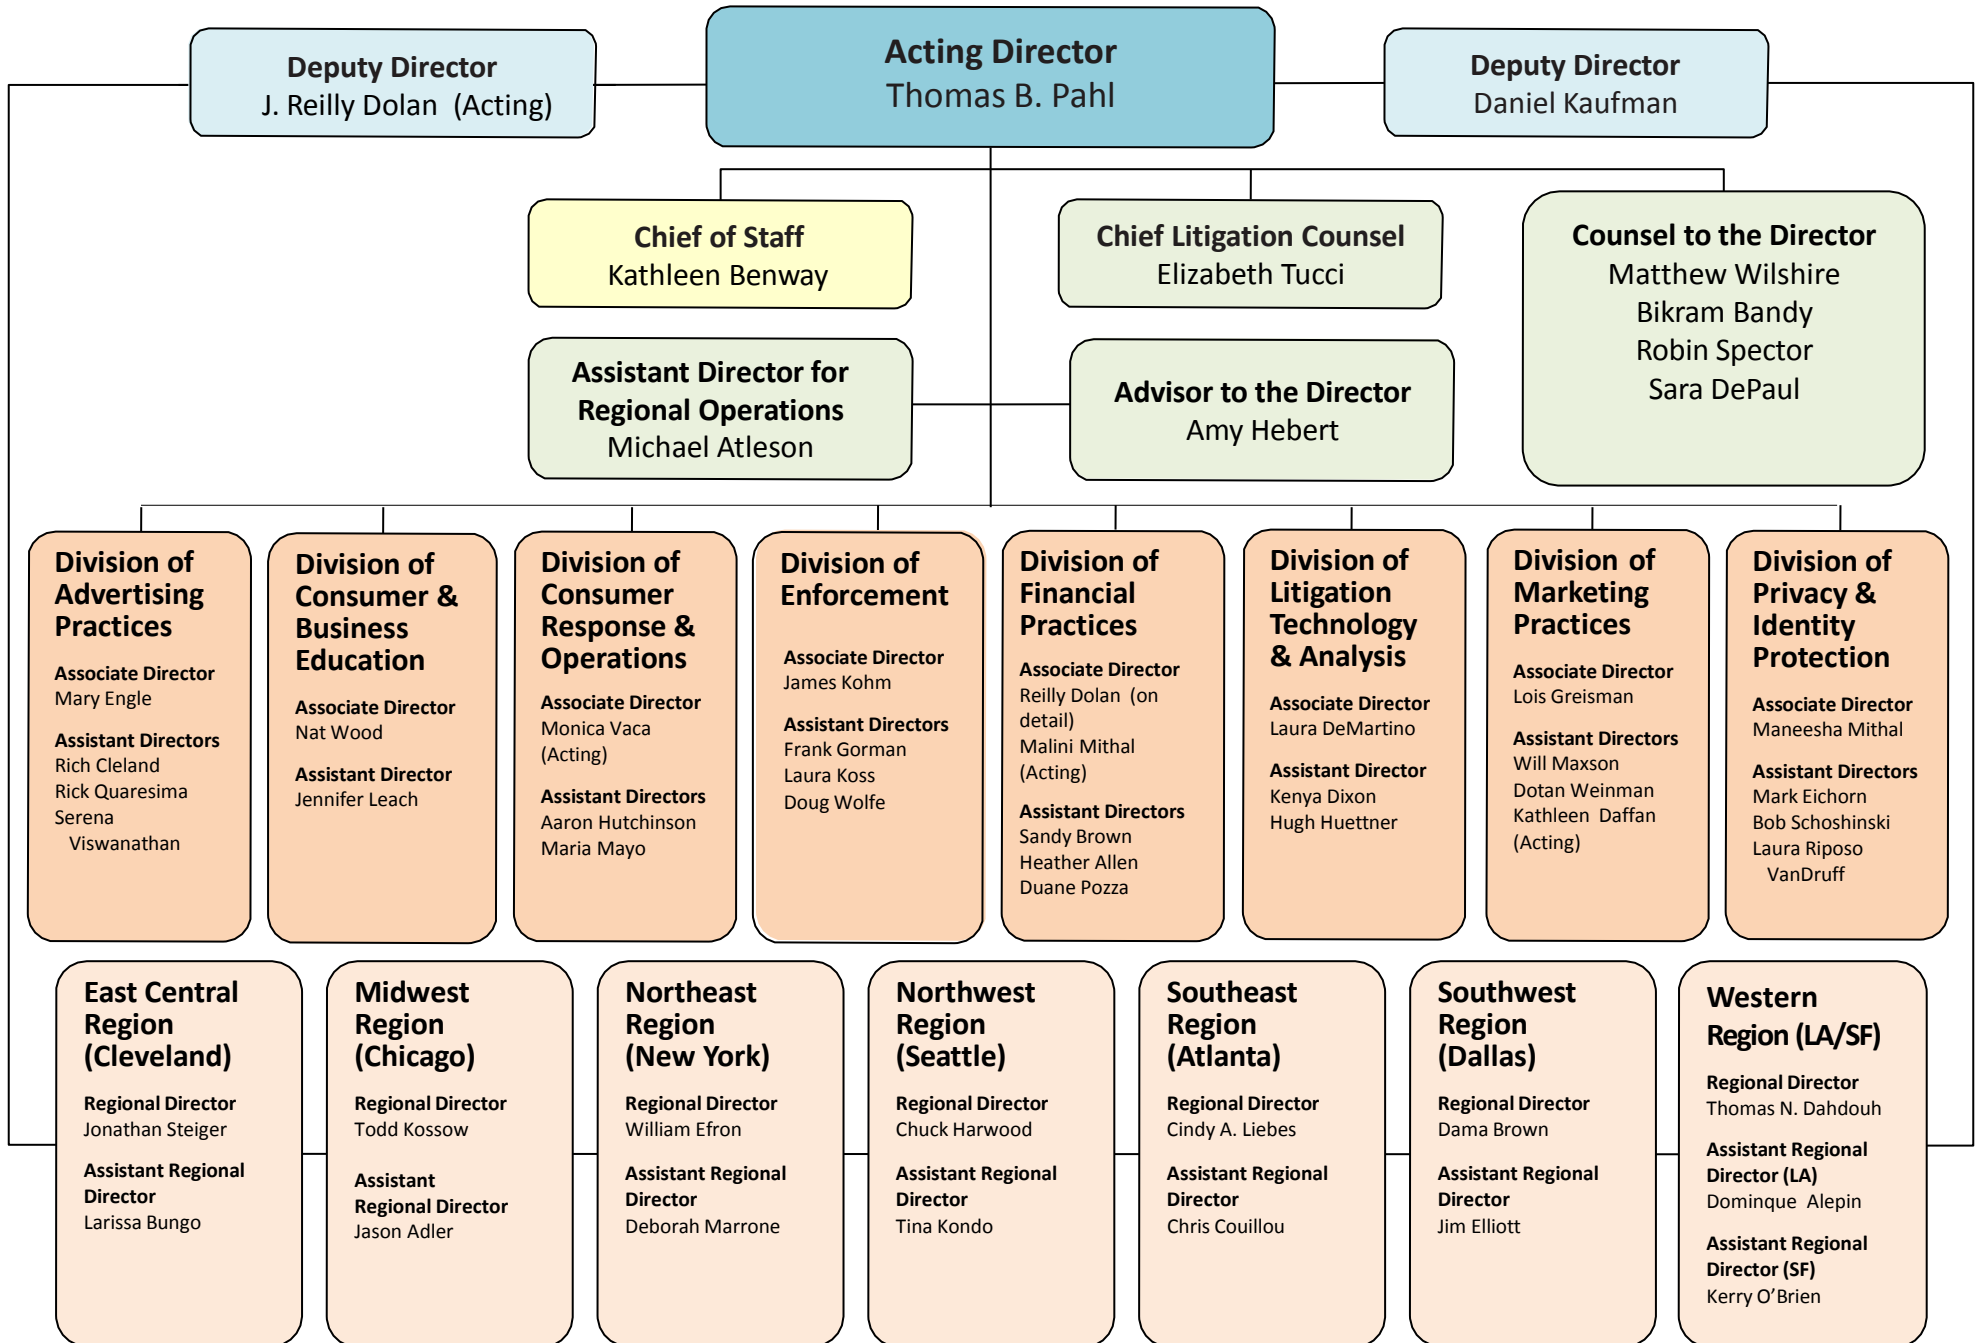 Deputy Director
J. Reilly Dolan (Acting)
Acting Director
Thomas B. Pahl
Deputy Director
Daniel Kaufman
Chief of Staff
Kathleen Benway
Chief Litigation Counsel
Elizabeth Tucci
Counsel to the Director
Matthew Wilshire
Bikram Bandy
Robin Spector
Sara DePaul
Assistant Director for
Regional Operations
Michael Atleson
Advisor to the Director
Amy Hebert
Division of
Advertising
Practices
Associate Director
Mary Engle
Assistant Directors
Rich Cleland
Rick Quaresima
Serena
Viswanathan
Division of
Consumer &
Business
Education
Associate Director
Nat Wood
Assistant Director
Jennifer Leach
Division of
Consumer
Response &
Operations
Associate Director
Monica Vaca
(Acting)
Assistant Directors
Aaron Hutchinson
Maria Mayo
Division of
Enforcement
Associate Director
James Kohm
Assistant Directors
Frank Gorman
Laura Koss
Doug Wolfe
Division of
Financial
Practices
Associate Director
Reilly Dolan (on
detail)
Malini Mithal
(Acting)
Assistant Directors
Sandy Brown
Heather Allen
Duane Pozza
Division of
Litigation
Technology
& Analysis
Associate Director
Laura DeMartino
Assistant Director
Kenya Dixon
Hugh Huettner
Division of
Marketing
Practices
Associate Director
Lois Greisman
Assistant Directors
Will Maxson
Dotan Weinman
Kathleen Daffan
(Acting)
Division of
Privacy &
Identity
Protection
Associate Director
Maneesha Mithal
Assistant Directors
Mark Eichorn
Bob Schoshinski
Laura Riposo
VanDruff
East Central
Region
(Cleveland)
Regional Director
Jonathan Steiger
Assistant Regional
Director
Larissa Bungo
Midwest
Region
(Chicago)
Regional Director
Todd Kossow
Assistant
Regional Director
Jason Adler
Northeast
Region
(New York)
Regional Director
William Efron
Assistant Regional
Director
Deborah Marrone
Northwest
Region
(Seattle)
Regional Director
Chuck Harwood
Assistant Regional
Director
Tina Kondo
Southeast
Region
(Atlanta)
Regional Director
Cindy A. Liebes
Assistant Regional
Director
Chris Couillou
Southwest
Region
(Dallas)
Regional Director
Dama Brown
Assistant Regional
Director
Jim Elliott
Western
Region (LA/SF)
Regional Director
Thomas N. Dahdouh
Assistant Regional
Director (LA)
Dominque Alepin
Assistant Regional
Director (SF)
Kerry O’Brien